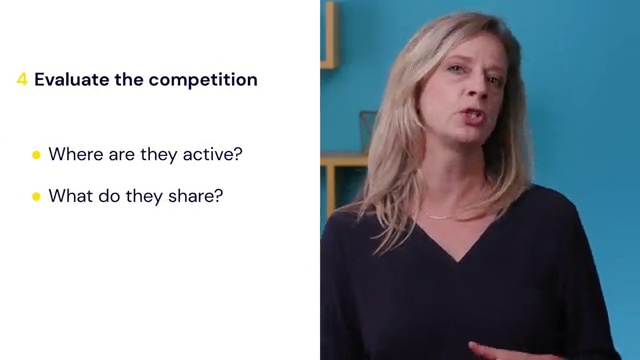 4 Evaluate the competition
Where are they active?
What do they share?